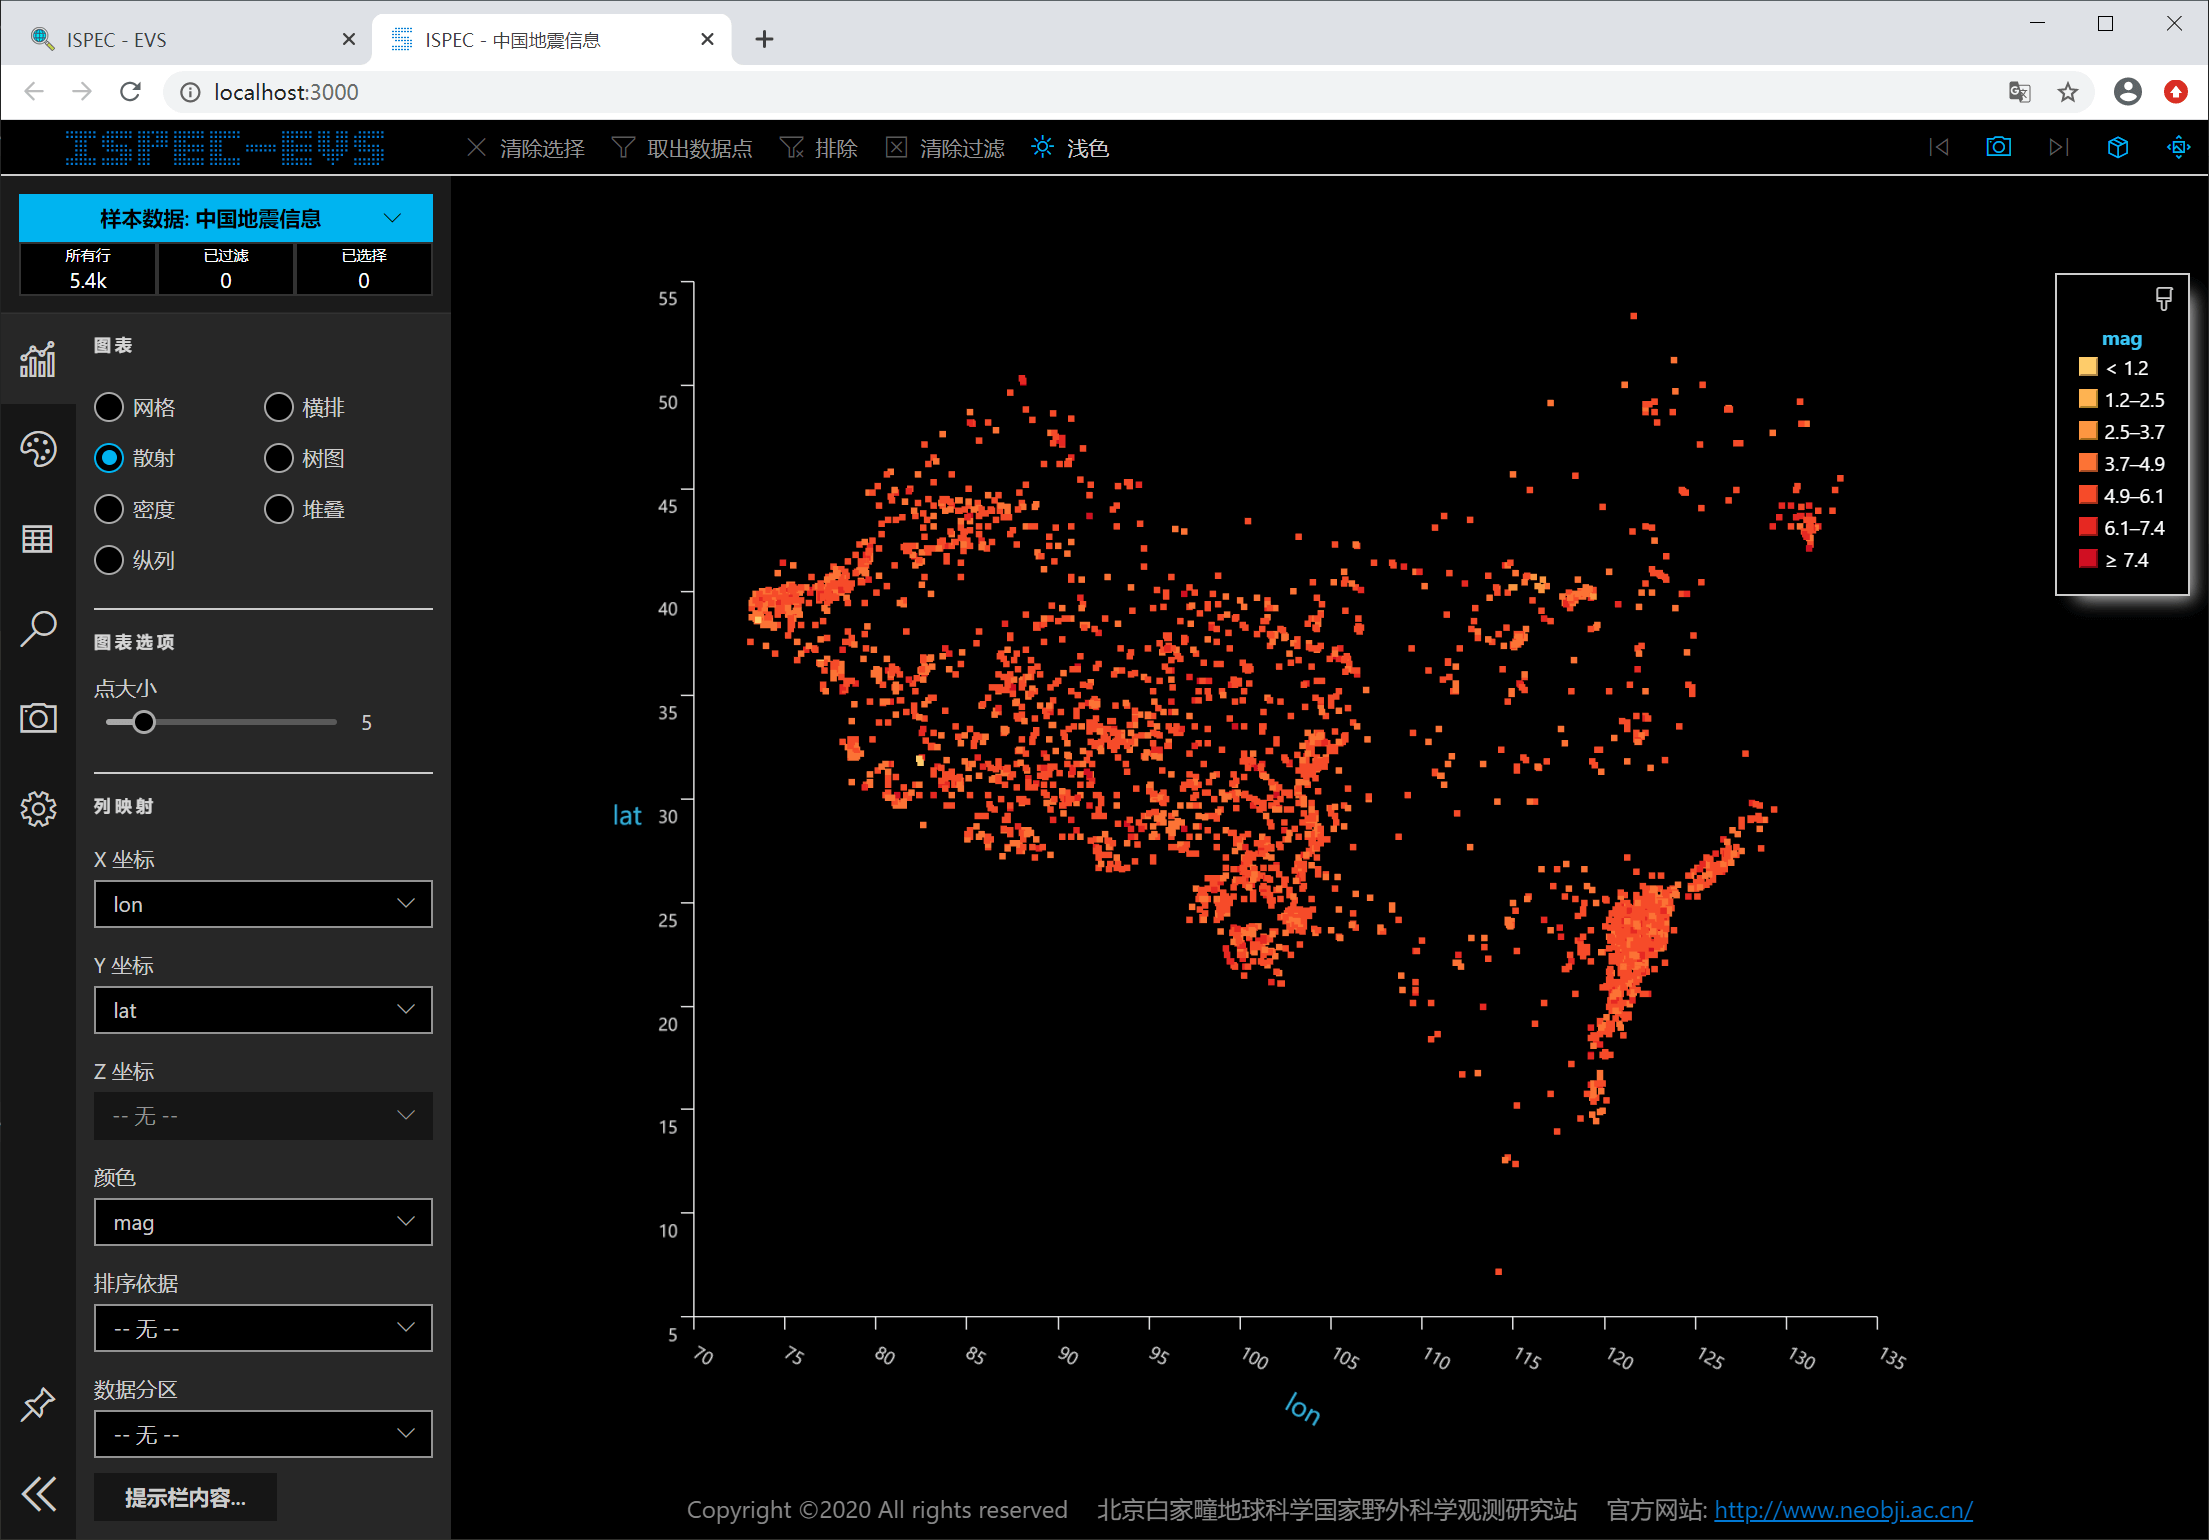 ISPEC - EVS
ISPEC - 中国地震信息
localhost:3000
ISPEC-EVS
清除选择 取出数据点 排除 清除过滤 浅色
样本数据: 中国地震信息
所有行 已过滤 已选择
5.4k 0 0
图表
网格 横排
散射 树图
密度 堆叠
纵列
图表选项
点大小
5
列映射
X 坐标
lon
Y 坐标
lat
Z 坐标
-- 无 --
颜色
mag
排序依据
-- 无 --
数据分区
-- 无 --
提示栏内容...
lat
55
50
45
40
35
30
25
20
15
10
5
70 75 80 85 90 95 100 105 110 115 120 125 130 135
lon
mag
< 1.2
1.2–2.5
2.5–3.7
3.7–4.9
4.9–6.1
6.1–7.4
≥ 7.4
Copyright ©2020 All rights reserved 北京白家疃地球科学国家野外科学观测研究站 官方网站: http://www.neobji.ac.cn/